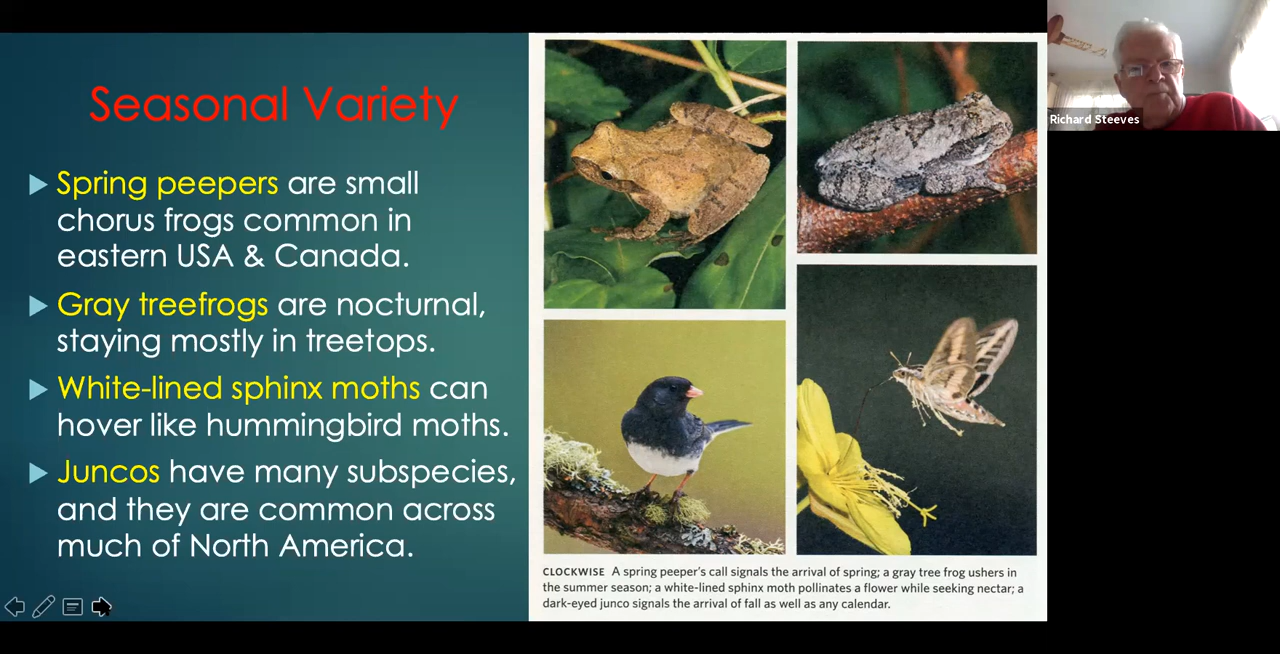 Seasonal Variety
Spring peepers are small
chorus frogs common in
eastern USA & Canada.
Gray treefrogs are nocturnal,
staying mostly in treetops.
White-lined sphinx moths can
hover like hummingbird moths.
Juncos have many subspecies,
and they are common across
much of North America.
CLOCKWISE A spring peeper's call signals the arrival of spring; a gray tree frog ushers in
the summer season; a white-lined sphinx moth pollinates a flower while seeking nectar; a
dark-eyed junco signals the arrival of fall as well as any calendar.
Richard Steeves